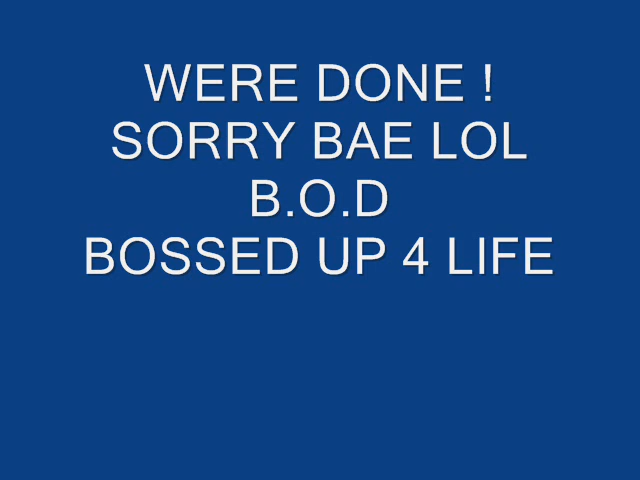 WERE DONE !
SORRY BAE LOL
B.O.D
BOSSED UP 4 LIFE